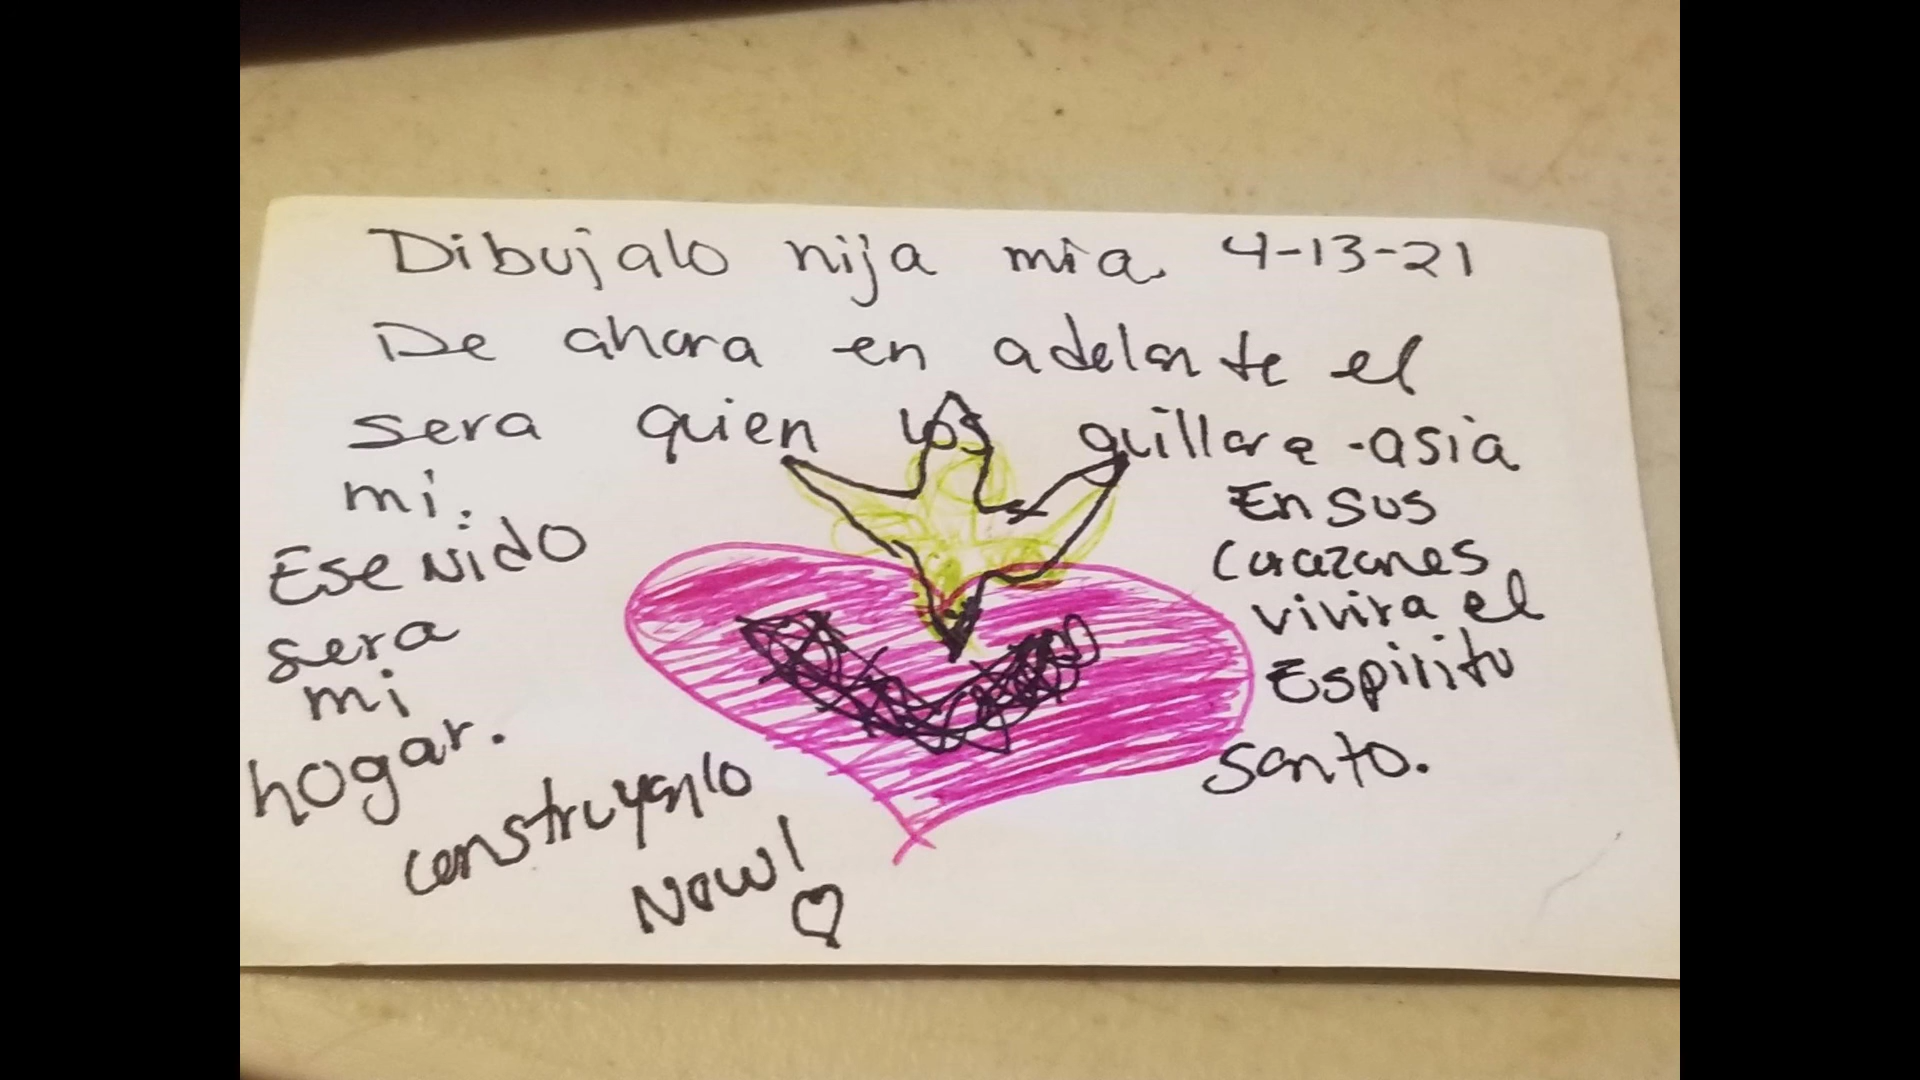 Dibujalo hija mia. 4-13-21
De ahora en adelante el
sera quien los guillara - asia
mi.
Ese nido
sera
mi
hogar.
construyanlo
Now!
En sus
corazones
vivira el
Espiritu
santo.